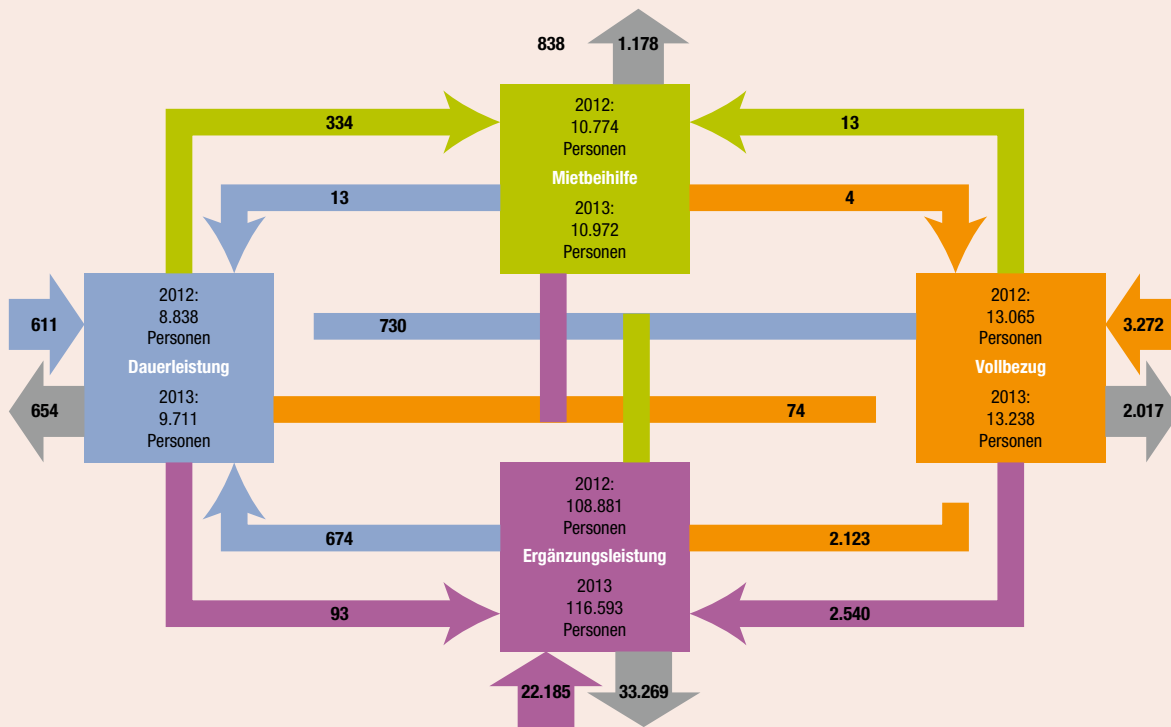 838
1.178
2012:
10.774
Personen
Mietbeihilfe
2013:
10.972
Personen
334
13
13
4
611
654
2012:
8.838
Personen
Dauerleistung
2013:
9.711
Personen
730
74
2012:
13.065
Personen
Vollbezug
2013:
13.238
Personen
3.272
2.017
2012:
108.881
Personen
Ergänzungsleistung
2013
116.593
Personen
674
2.123
93
2.540
22.185
33.269